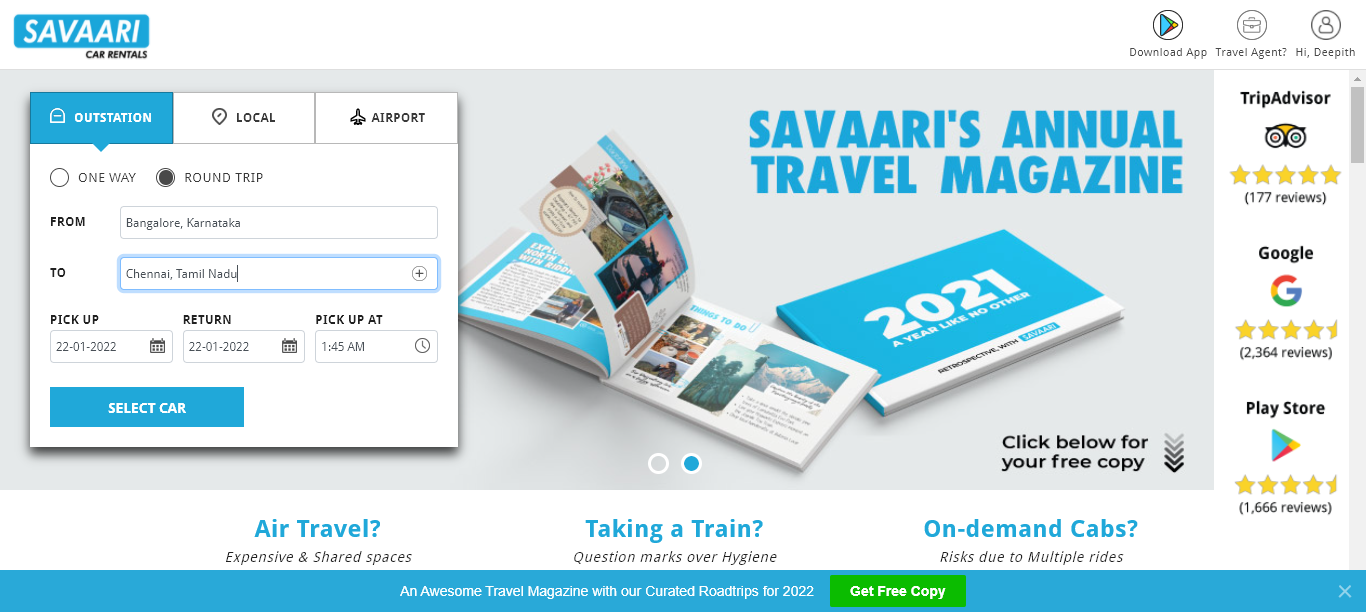 SAVAARI
CAR RENTALS
Download App
Travel Agent?
Hi, Deepith
OUTSTATION
LOCAL
AIRPORT
ONE WAY
ROUND TRIP
FROM
Bangalore, Karnataka
TO
Chennai, Tamil Nadu
PICK UP
RETURN
PICK UP AT
22-01-2022
22-01-2022
1:45 AM
SELECT CAR
SAVAARI'S ANNUAL
TRAVEL MAGAZINE
THINGS TO DO
2021
A YEAR LIKE NO OTHER
RETROSPECTIVE, WITH SAVAARI
Click below for
your free copy
TripAdvisor
(177 reviews)
Google
(2,364 reviews)
Play Store
(1,666 reviews)
Air Travel?
Expensive & Shared spaces
Taking a Train?
Question marks over Hygiene
On-demand Cabs?
Risks due to Multiple rides
An Awesome Travel Magazine with our Curated Roadtrips for 2022
Get Free Copy